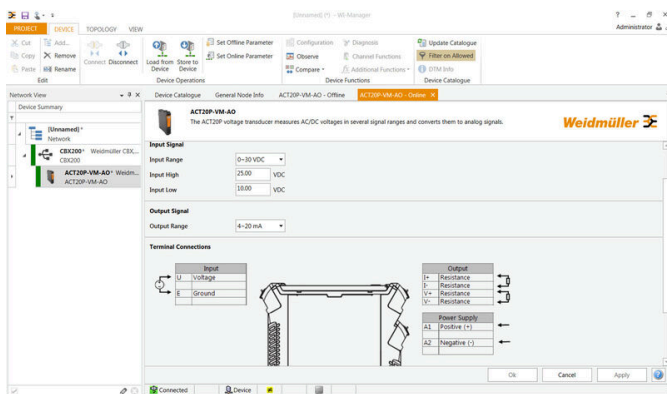 [Unnamed] (*) - WI-Manager
PROJECT DEVICE TOPOLOGY VIEW
Administrator
Cut Add...
Copy Remove
Paste Rename
Edit
Connect Disconnect
Load from Device Store to Device
Device Operations
Set Offline Parameter
Set Online Parameter
Configuration Diagnosis
Observe Channel Functions
Compare Additional Functions
Device Functions
Update Catalogue
Filter on Allowed
DTM Info
Device Catalogue
Network View
Device Summary
[Unnamed]*
Network
CBX200* Weidmüller CBX...
CBX200
ACT20P-VM-AO* Weidm...
ACT20P-VM-AO
Device Catalogue General Node Info ACT20P-VM-AO - Offline ACT20P-VM-AO - Online
ACT20P-VM-AO
The ACT20P voltage transducer measures AC/DC voltages in several signal ranges and converts them to analog signals.
Weidmüller
Input Signal
Input Range 0~30 VDC
Input High 25.00 VDC
Input Low 10.00 VDC
Output Signal
Output Range 4~20 mA
Terminal Connections
Input
U Voltage
E Ground
Output
I+ Resistance
I- Resistance
V+ Resistance
V- Resistance
Power Supply
A1 Positive (+)
A2 Negative (-)
Ok Cancel Apply
Connected Device